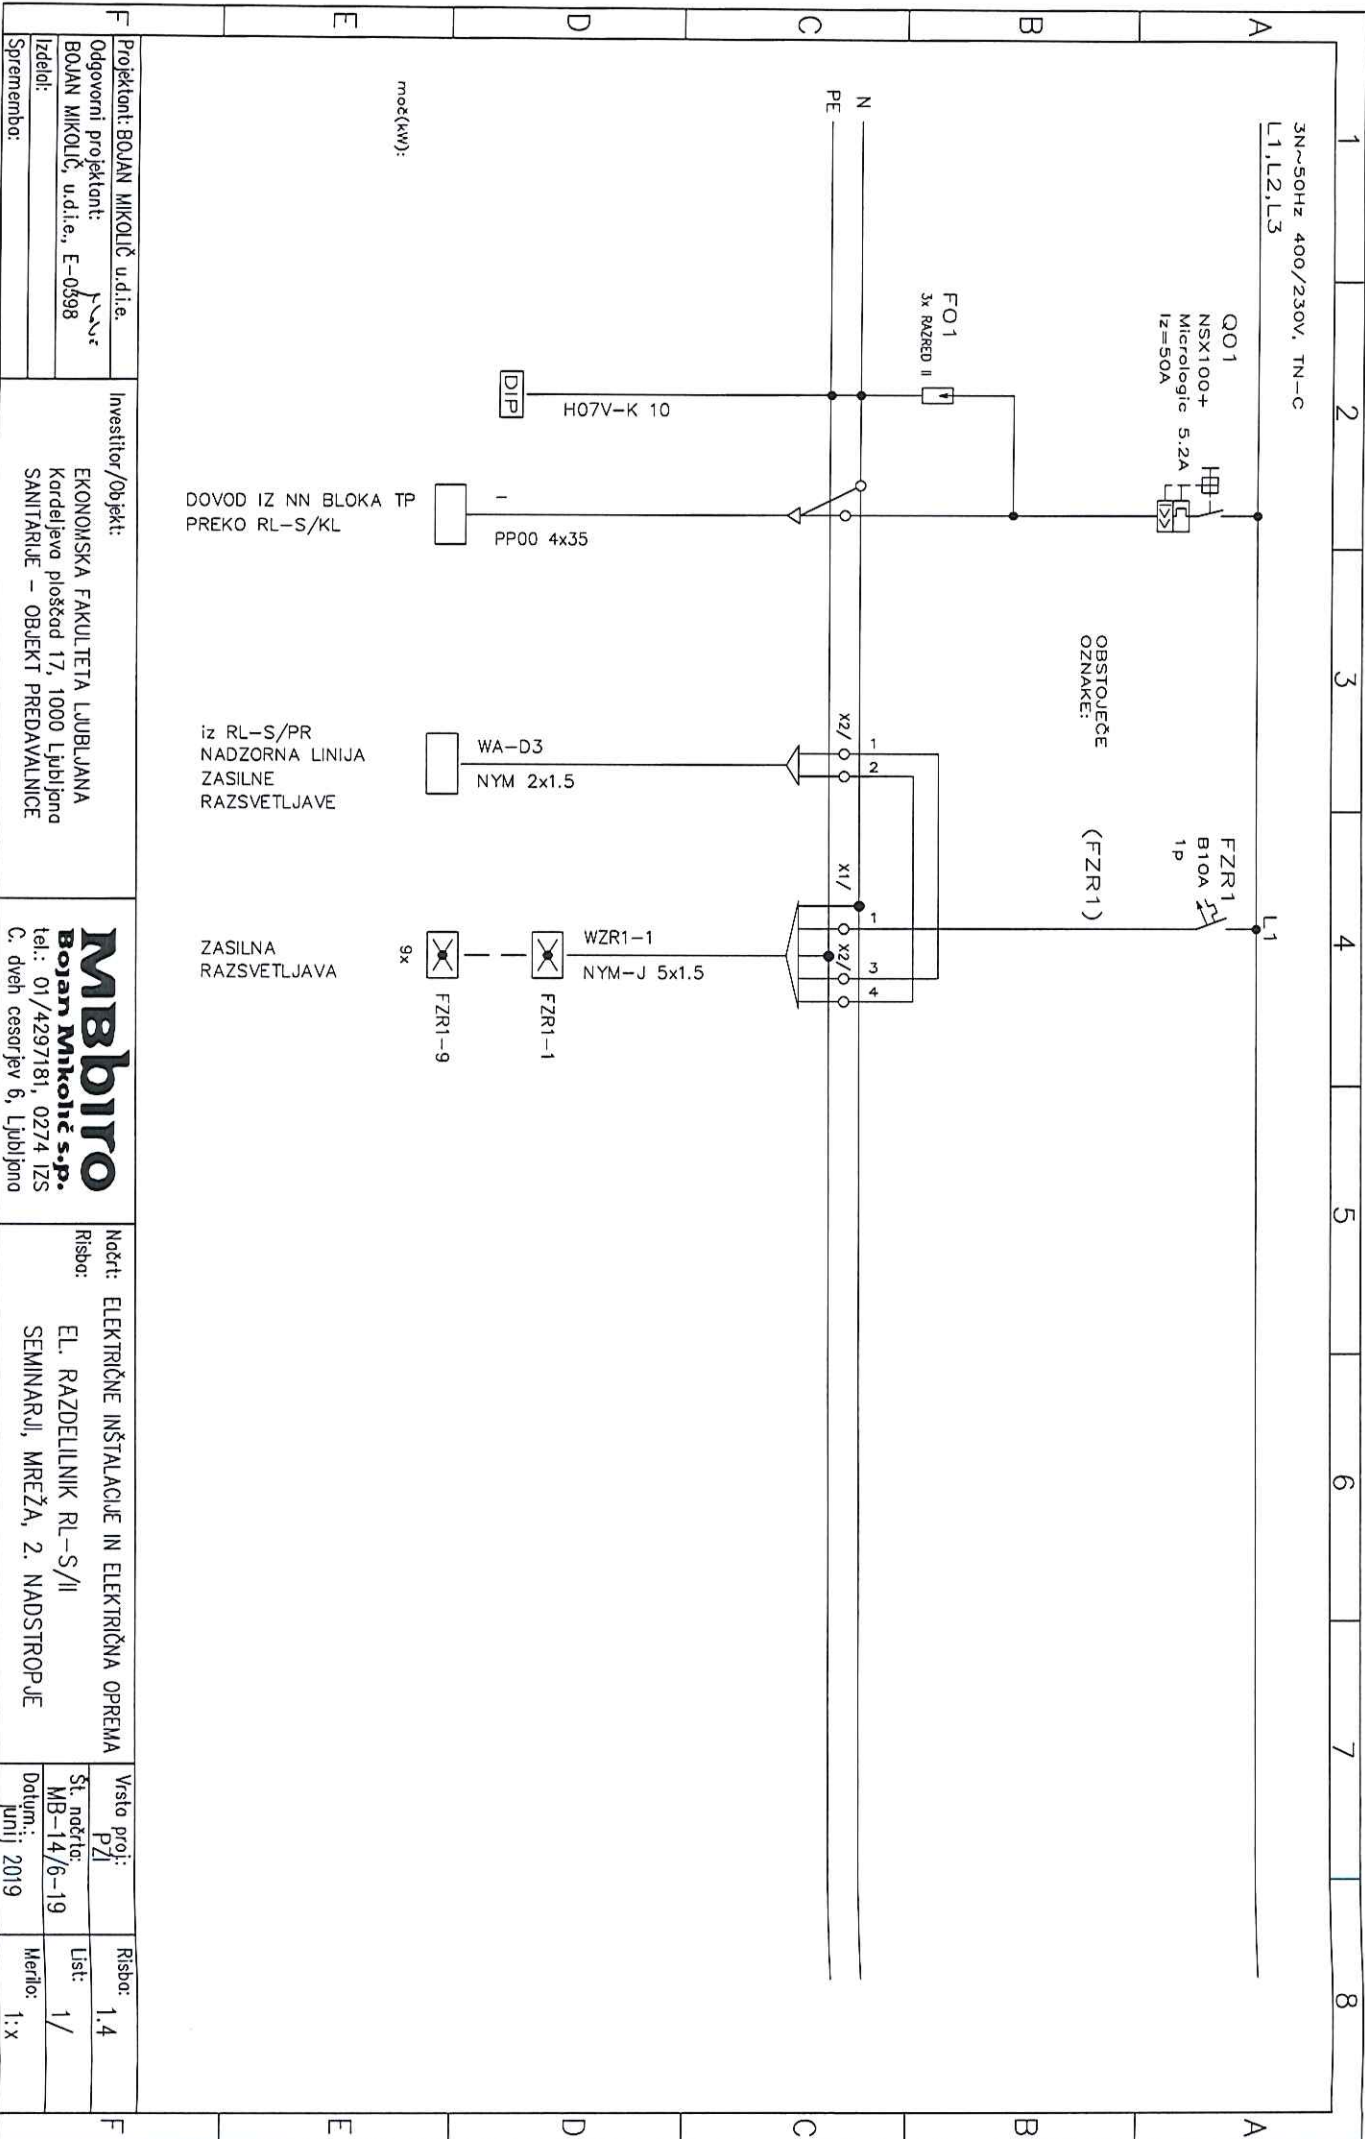 1
2
3
4
5
6
7
8
A
B
C
D
E
F
A
B
C
D
E
F
3N~50Hz 400/230V, TN-C
L1,L2,L3
Q01
NSX100+
Micrologic 5.2A
Iz=50A
I>>
F01
3x RAZRED II
N
PE
DIP
H07V-K 10
-
PP00 4x35
DOVOD IZ NN BLOKA TP
PREKO RL-S/KL
moč(kW):
OBSTOJEČE
OZNAKE:
X2/
1
2
WA-D3
NYM 2x1.5
iz RL-S/PR
NADZORNA LINIJA
ZASILNE
RAZSVETLJAVE
L1
FZR1
B10A
1p
(FZR1)
X1/
1
X2/
3
4
WZR1-1
NYM-J 5x1.5
FZR1-1
FZR1-9
9x
ZASILNA
RAZSVETLJAVA
Projektant: BOJAN MIKOLIČ u.d.i.e.
Odgovorni projektant:
BOJAN MIKOLIČ, u.d.i.e., E-0398
Izdelal:
Sprememba:
Investitor/Objekt:
EKONOMSKA FAKULTETA LJUBLJANA
Kardeljeva ploščad 17, 1000 Ljubljana
SANITARIJE - OBJEKT PREDAVALNICE
MBbiro
Bojan Mikolič s.p.
tel.: 01/4297181, 0274 IZS
C. dveh cesarjev 6, Ljubljana
Načrt: ELEKTRIČNE INŠTALACIJE IN ELEKTRIČNA OPREMA
Risba:
EL. RAZDELILNIK RL-S/II
SEMINARJI, MREŽA, 2. NADSTROPJE
Vrsta proj.:
PZI
Št. načrta:
MB-14/6-19
Datum.:
junij 2019
Risba: 1.4
List: 1/
Merilo: 1:x